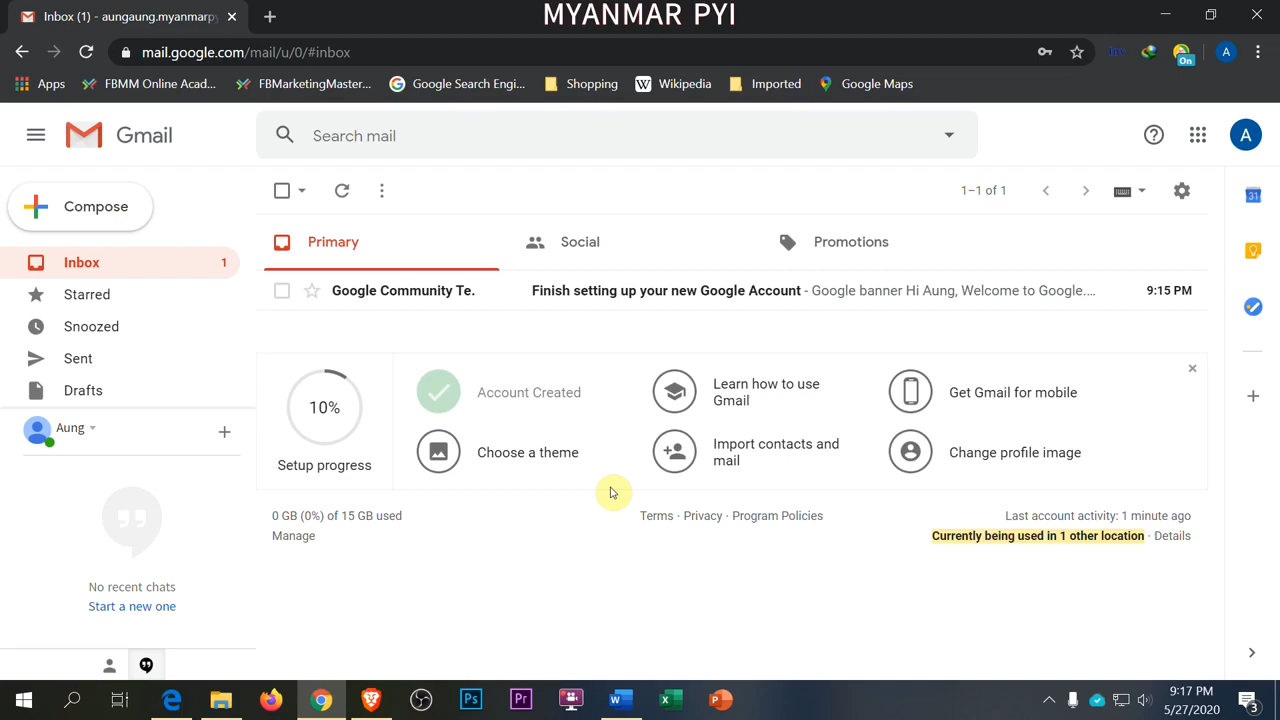 Inbox (1) - aungaung.myanmarpy
MYANMAR PYI
mail.google.com/mail/u/0/#inbox
A
On
Apps
FBMM Online Acad...
FBMarketingMaster...
Google Search Engi...
Shopping
W Wikipedia
Imported
Google Maps
Gmail
Search mail
A
Compose
1–1 of 1
31
Primary
Social
Promotions
Inbox 1
Google Community Te. Finish setting up your new Google Account - Google banner Hi Aung, Welcome to Google.... 9:15 PM
Starred
Snoozed
Sent
Drafts
Aung
10%
Setup progress
Account Created
Learn how to use
Gmail
Get Gmail for mobile
Choose a theme
Import contacts and
mail
Change profile image
0 GB (0%) of 15 GB used
Manage
Terms · Privacy · Program Policies
Last account activity: 1 minute ago
Currently being used in 1 other location · Details
No recent chats
Start a new one
Ps
Pr
9:17 PM
5/27/2020
3